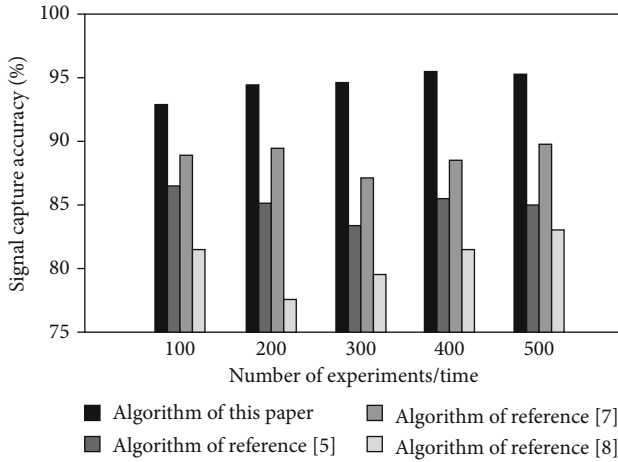 Signal capture accuracy (%)
100
95
90
85
80
75
100 200 300 400 500
Number of experiments/time
Algorithm of this paper
Algorithm of reference [5]
Algorithm of reference [7]
Algorithm of reference [8]